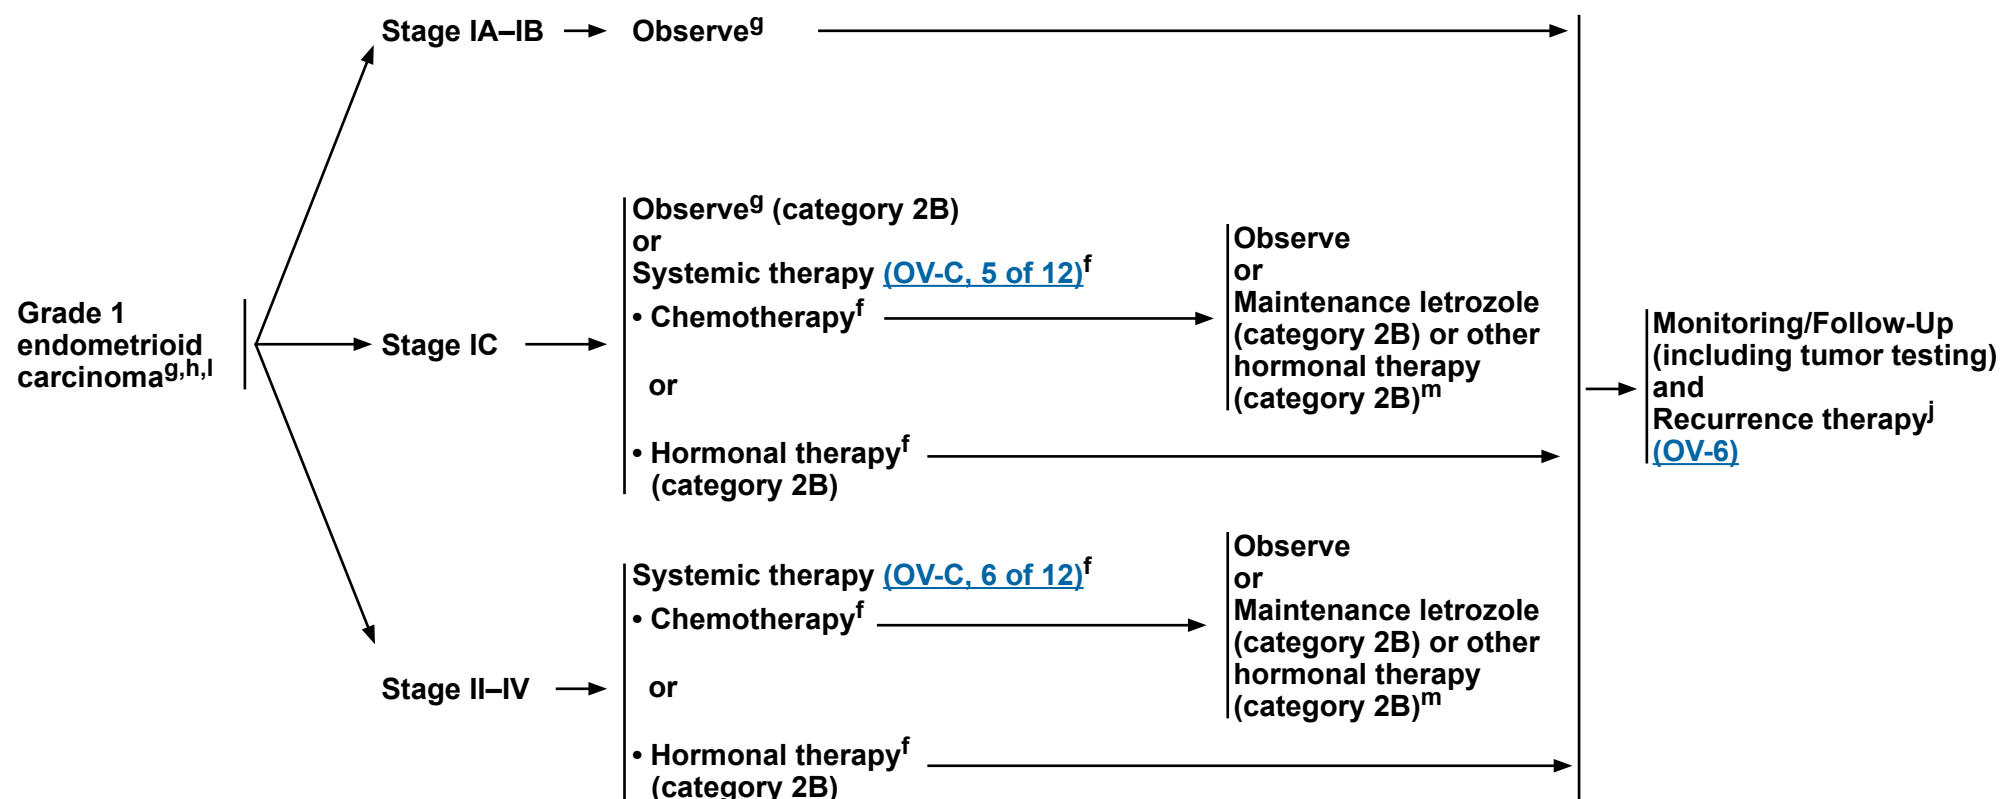 Stage IA–IB
Observeg
Grade 1
endometrioid
carcinomag,h,l
Stage IC
Observeg (category 2B)
or
Systemic therapy (OV-C, 5 of 12)f
• Chemotherapyf
or
• Hormonal therapyf
(category 2B)
Observe
or
Maintenance letrozole
(category 2B) or other
hormonal therapy
(category 2B)m
Stage II–IV
Systemic therapy (OV-C, 6 of 12)f
• Chemotherapyf
or
• Hormonal therapyf
(category 2B)
Observe
or
Maintenance letrozole
(category 2B) or other
hormonal therapy
(category 2B)m
Monitoring/Follow-Up
(including tumor testing)
and
Recurrence therapyj
(OV-6)